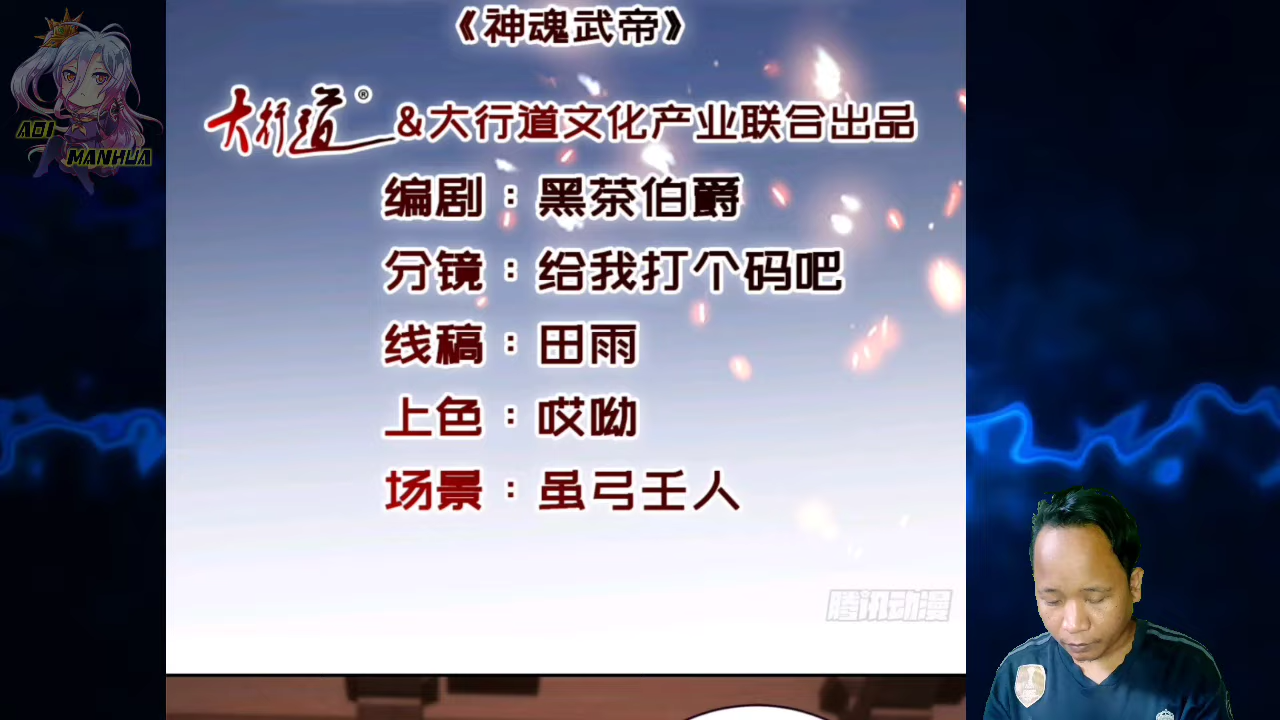 《神魂武帝》
大行道® &大行道文化产业联合出品
编剧：黑茶伯爵
分镜：给我打个码吧
线稿：田雨
上色：哎呦
场景：虽弓壬人
腾讯动漫
AOI
MANHUA